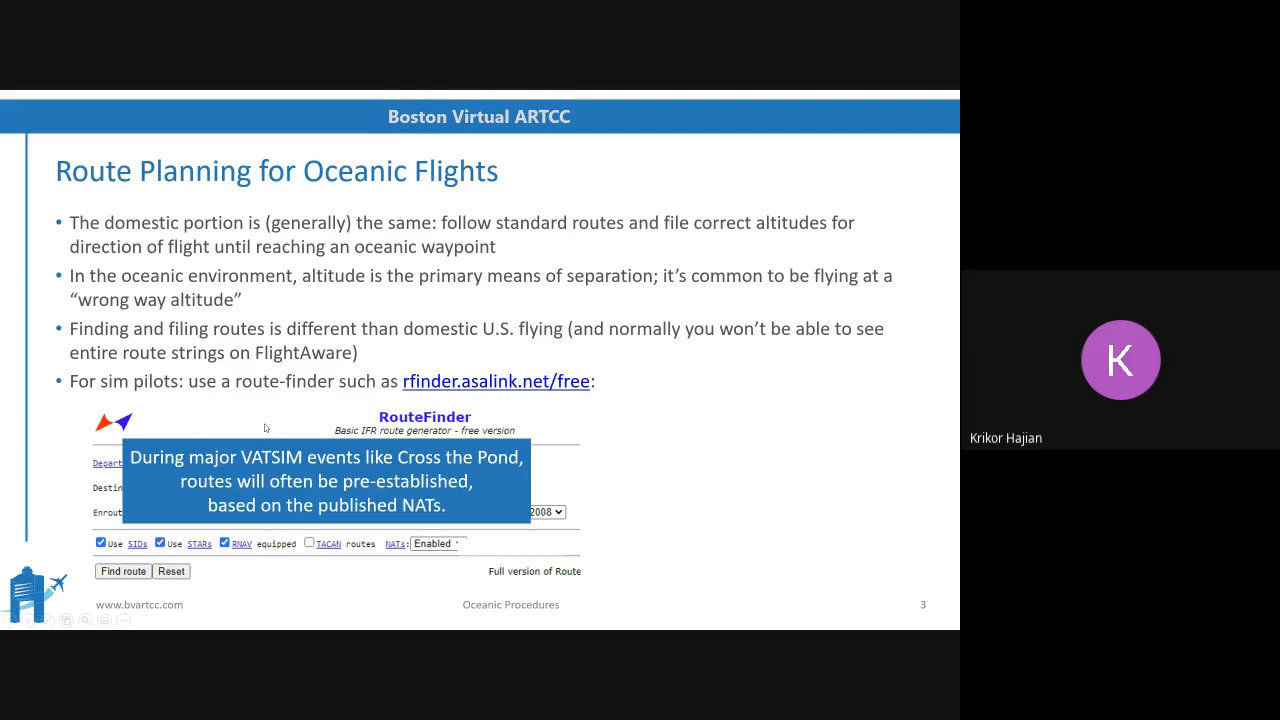 Boston Virtual ARTCC
Route Planning for Oceanic Flights
• The domestic portion is (generally) the same: follow standard routes and file correct altitudes for
direction of flight until reaching an oceanic waypoint
• In the oceanic environment, altitude is the primary means of separation; it's common to be flying at a
"wrong way altitude"
• Finding and filing routes is different than domestic U.S. flying (and normally you won't be able to see
entire route strings on FlightAware)
• For sim pilots: use a route-finder such as rfinder.asalink.net/free:
RouteFinder
Basic IFR route generator - free version
Depart
Destin
Enrout
2008
During major VATSIM events like Cross the Pond,
routes will often be pre-established,
based on the published NATs.
Use SIDs Use STARs RNAV equipped TACAN routes NATs: Enabled
Find route Reset Full version of Route
www.bvartcc.com Oceanic Procedures 3
K
Krikor Hajian